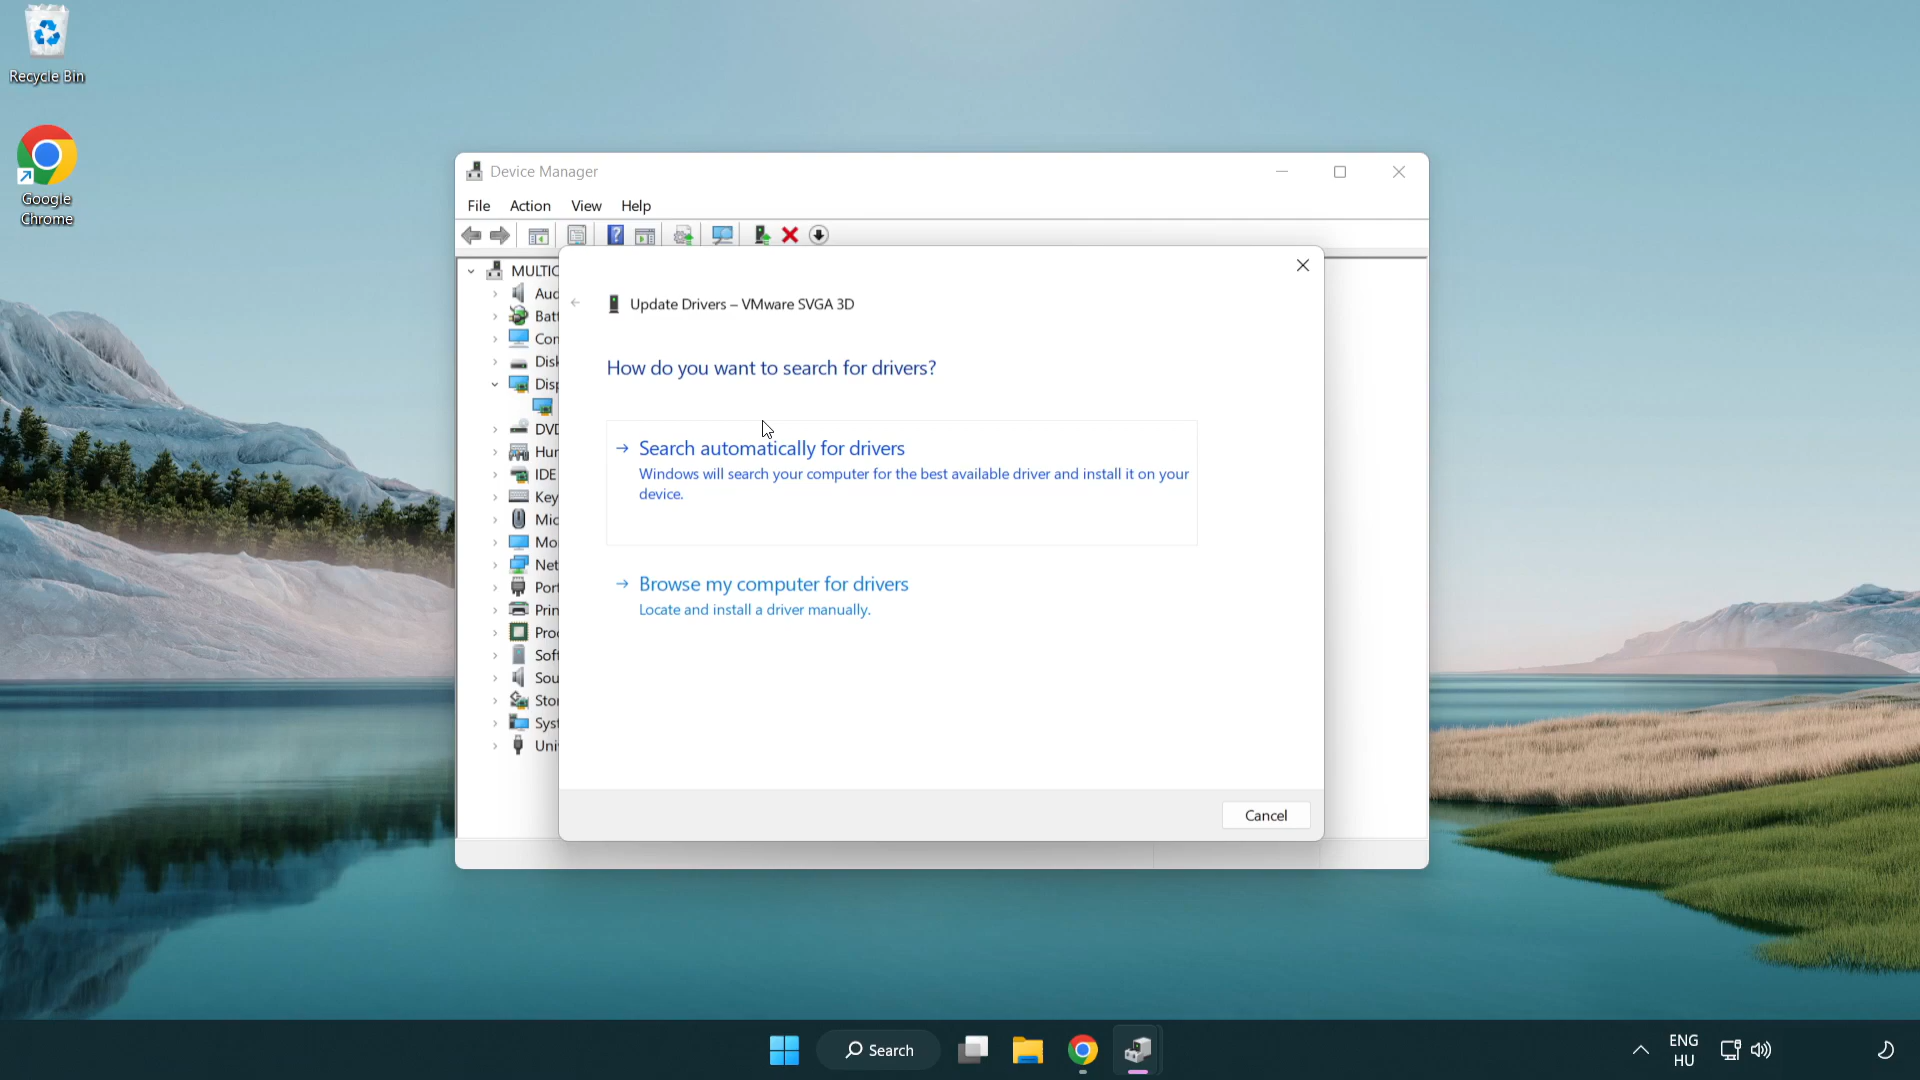 Recycle Bin
Google
Chrome
Device Manager
File Action View Help
Update Drivers – VMware SVGA 3D
How do you want to search for drivers?
Search automatically for drivers
Windows will search your computer for the best available driver and install it on your
device.
Browse my computer for drivers
Locate and install a driver manually.
Cancel
MULTIC
Aud
Batt
Con
Disk
Disp
DVD
Hur
IDE
Key
Mic
Mo
Net
Port
Prin
Proc
Soft
Sou
Stor
Syst
Uni
Search
ENG
HU